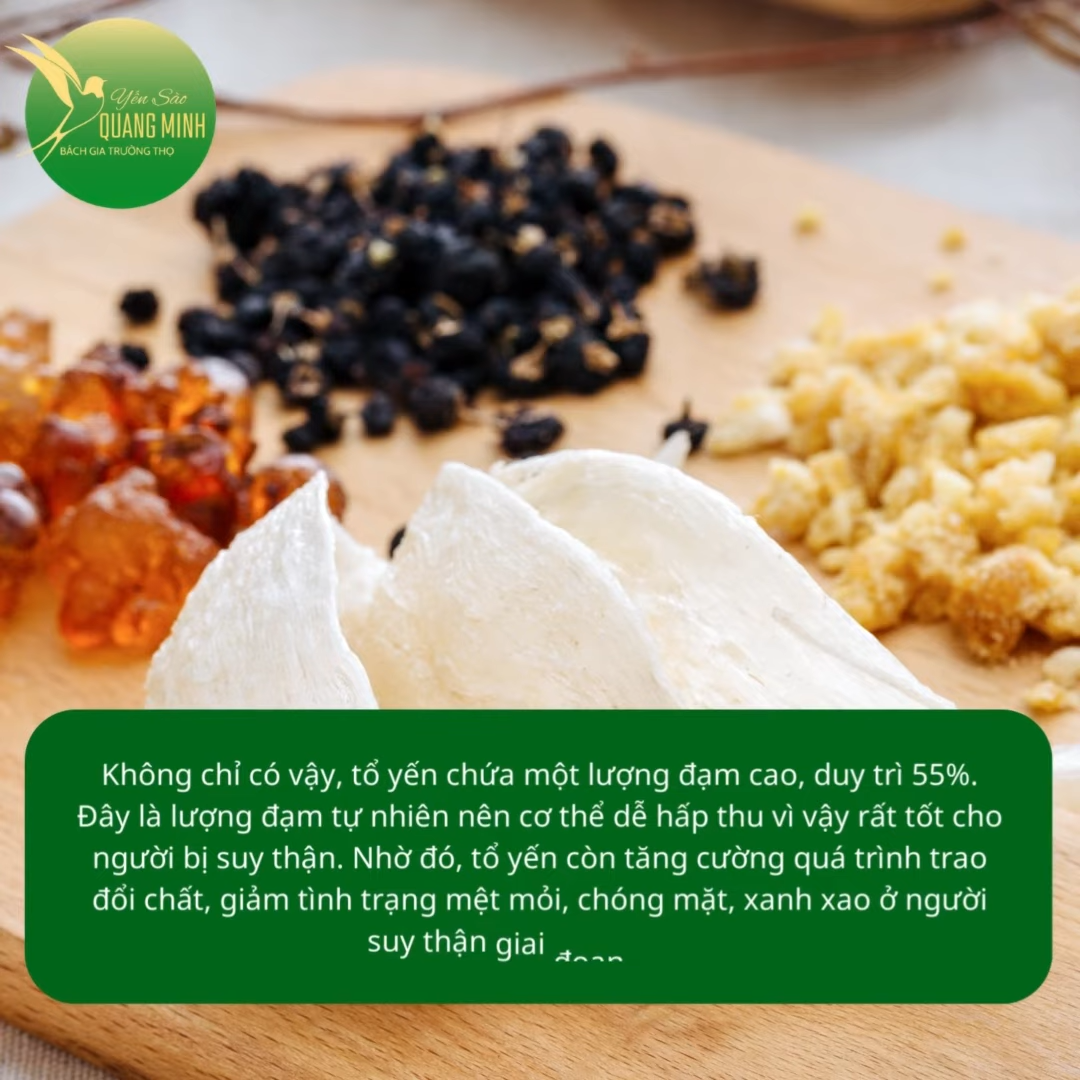 Yến Sào
QUANG MINH
BÁCH GIA TRƯỜNG THỌ
Không chỉ có vậy, tổ yến chứa một lượng đạm cao, duy trì 55%.
Đây là lượng đạm tự nhiên nên cơ thể dễ hấp thu vì vậy rất tốt cho
người bị suy thận. Nhờ đó, tổ yến còn tăng cường quá trình trao
đổi chất, giảm tình trạng mệt mỏi, chóng mặt, xanh xao ở người
suy thận giai